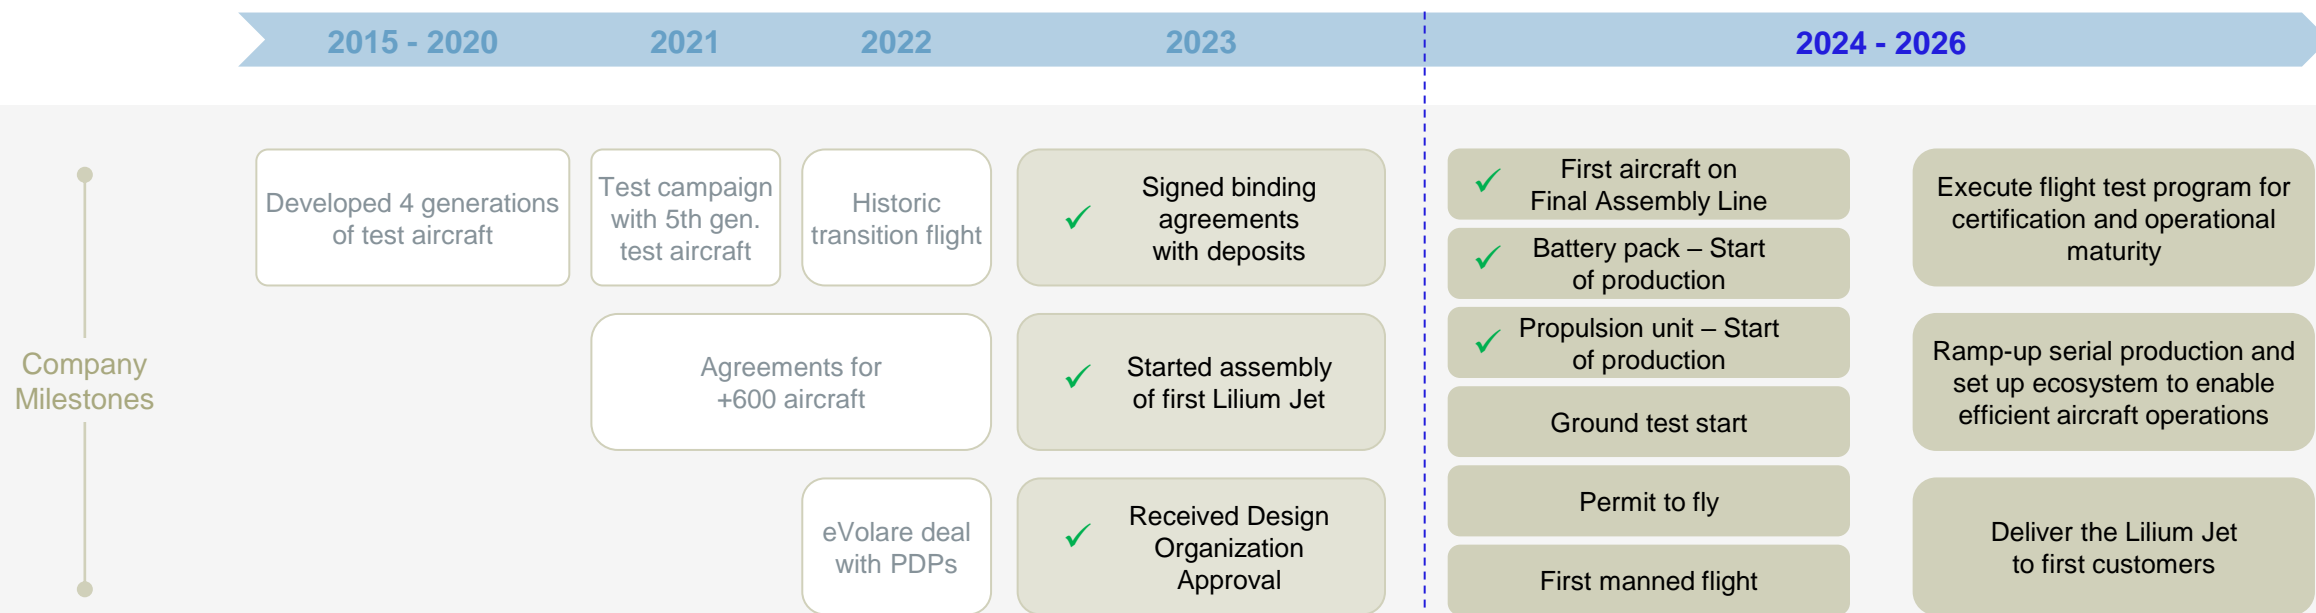 2015 - 2020
2021
2022
2023
2024 - 2026
Company
Milestones
Developed 4 generations
of test aircraft
Test campaign
with 5th gen.
test aircraft
Historic
transition flight
Agreements for
+600 aircraft
eVolare deal
with PDPs
✓ Signed binding
agreements
with deposits
✓ Started assembly
of first Lilium Jet
✓ Received Design
Organization
Approval
✓ First aircraft on
Final Assembly Line
✓ Battery pack – Start
of production
✓ Propulsion unit – Start
of production
Ground test start
Permit to fly
First manned flight
Execute flight test program for
certification and operational
maturity
Ramp-up serial production and
set up ecosystem to enable
efficient aircraft operations
Deliver the Lilium Jet
to first customers